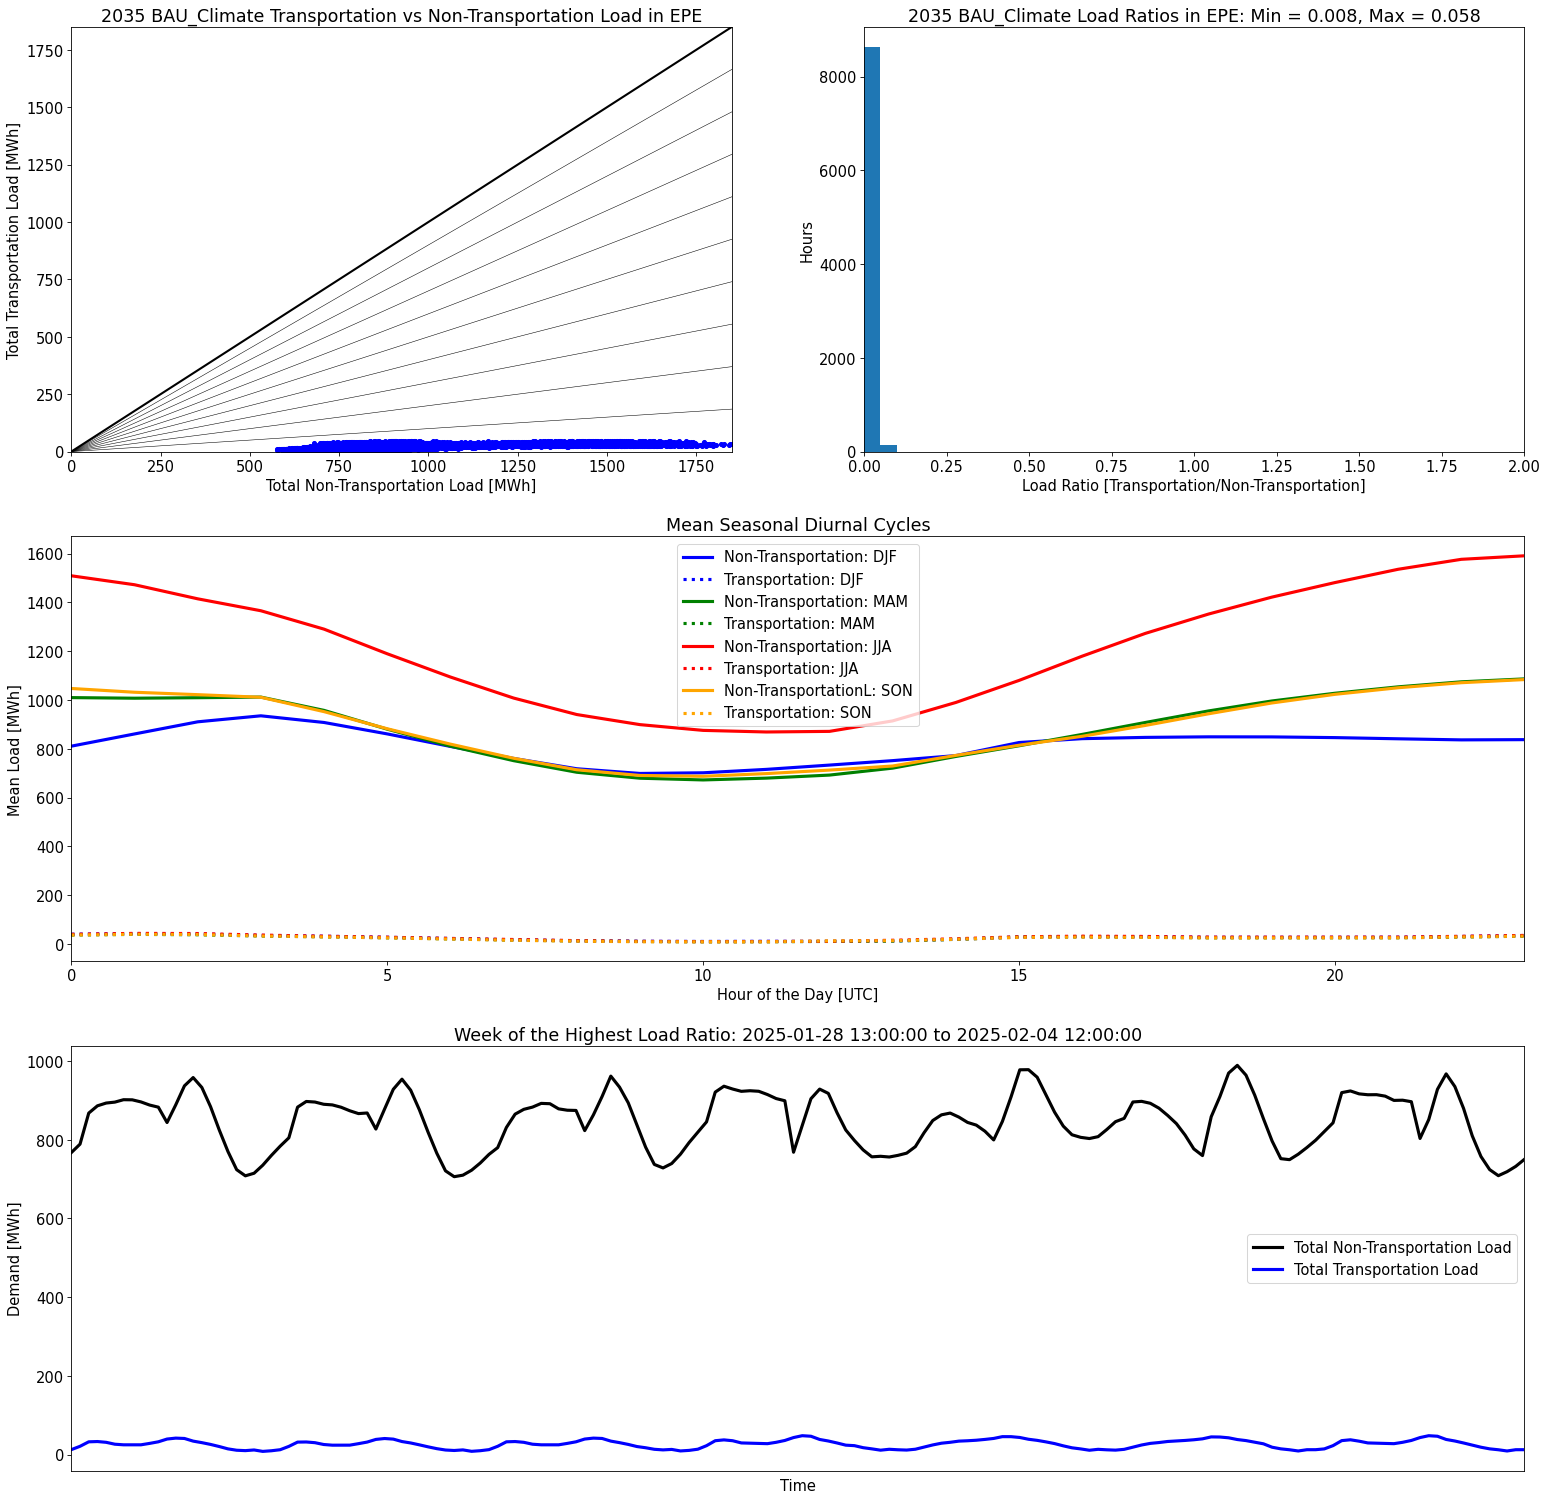 2035 BAU_Climate Transportation vs Non-Transportation Load in EPE
Total Transportation Load [MWh]
1750
1500
1250
1000
750
500
250
0
0 250 500 750 1000 1250 1500 1750
Total Non-Transportation Load [MWh]
2035 BAU_Climate Load Ratios in EPE: Min = 0.008, Max = 0.058
Hours
8000
6000
4000
2000
0
0.00 0.25 0.50 0.75 1.00 1.25 1.50 1.75 2.00
Load Ratio [Transportation/Non-Transportation]
Mean Seasonal Diurnal Cycles
Mean Load [MWh]
1600
1400
1200
1000
800
600
400
200
0
Non-Transportation: DJF
Transportation: DJF
Non-Transportation: MAM
Transportation: MAM
Non-Transportation: JJA
Transportation: JJA
Non-TransportationL: SON
Transportation: SON
0 5 10 15 20
Hour of the Day [UTC]
Week of the Highest Load Ratio: 2025-01-28 13:00:00 to 2025-02-04 12:00:00
Demand [MWh]
1000
800
600
400
200
0
Total Non-Transportation Load
Total Transportation Load
Time